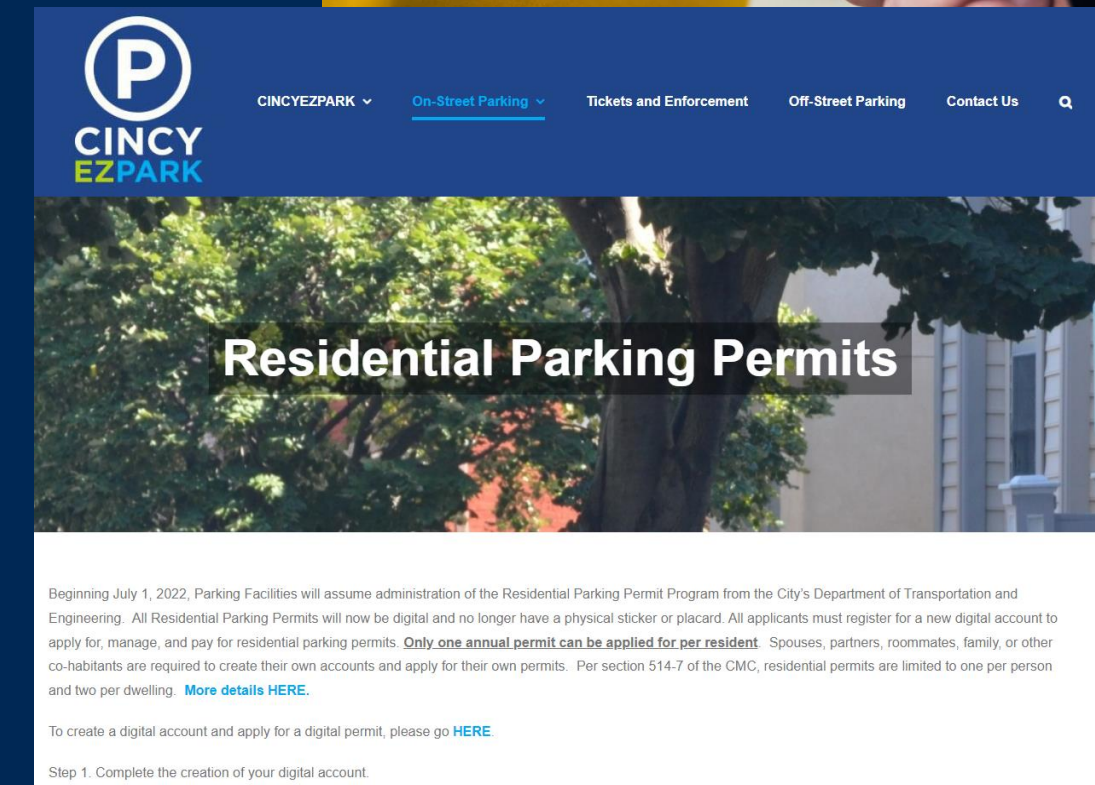 P
CINCY
EZPARK
CINCYEZPARK
On-Street Parking
Tickets and Enforcement
Off-Street Parking
Contact Us
Residential Parking Permits
Beginning July 1, 2022, Parking Facilities will assume administration of the Residential Parking Permit Program from the City's Department of Transportation and
Engineering. All Residential Parking Permits will now be digital and no longer have a physical sticker or placard. All applicants must register for a new digital account to
apply for, manage, and pay for residential parking permits. Only one annual permit can be applied for per resident. Spouses, partners, roommates, family, or other
co-habitants are required to create their own accounts and apply for their own permits. Per section 514-7 of the CMC, residential permits are limited to one per person
and two per dwelling. More details HERE.
To create a digital account and apply for a digital permit, please go HERE.
Step 1. Complete the creation of your digital account.